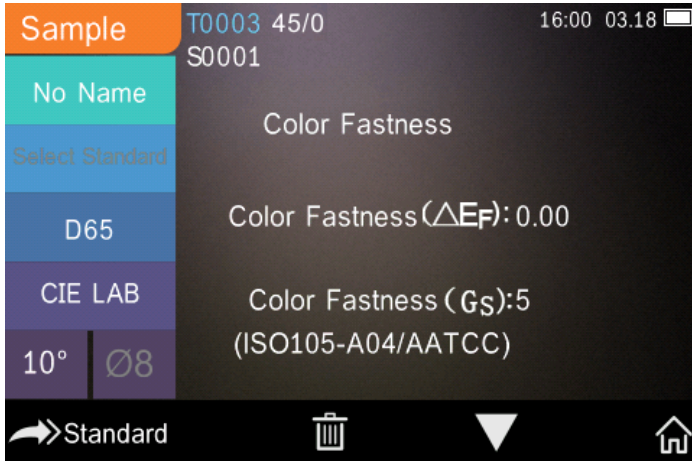 Sample
T0003 45/0
16:00 03.18
S0001
No Name
Select Standard
D65
CIE LAB
10°
Ø8
Color Fastness
Color Fastness(△EF):0.00
Color Fastness(GS):5
(ISO105-A04/AATCC)
Standard